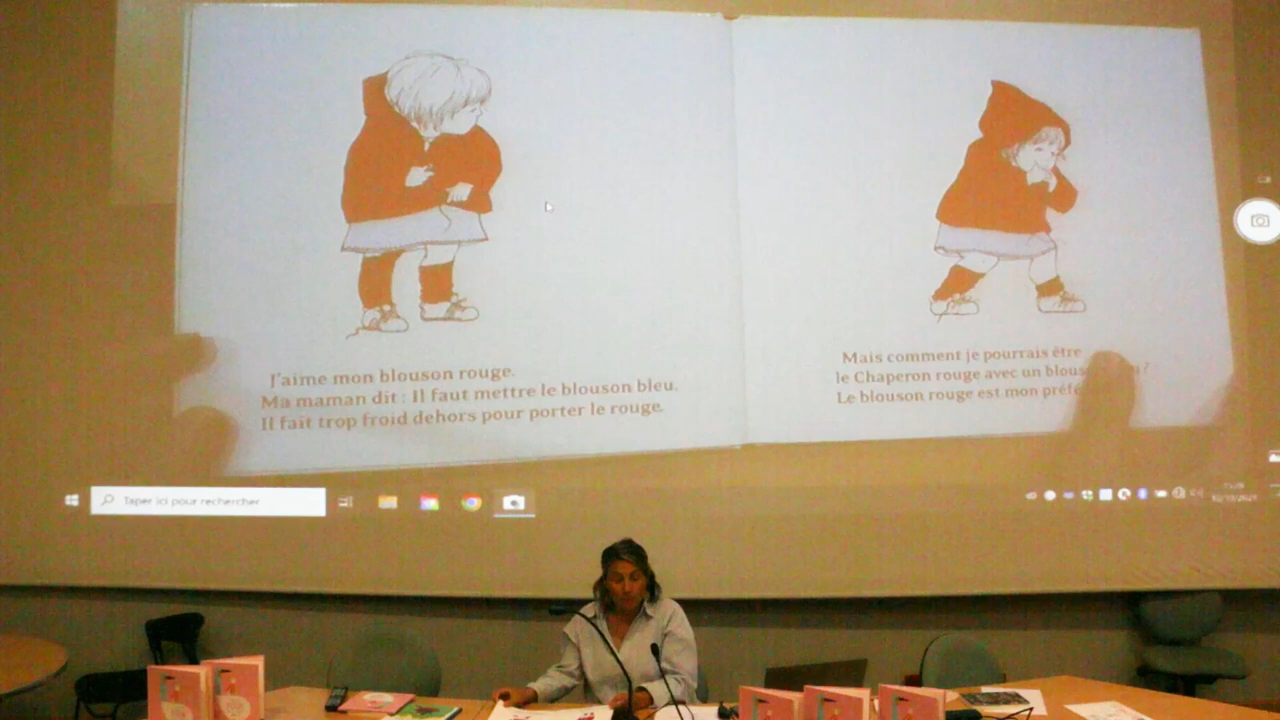 J'aime mon blouson rouge.
Ma maman dit : Il faut mettre le blouson bleu.
Il fait trop froid dehors pour porter le rouge.
Mais comment je pourrais être
le Chaperon rouge avec un
Le blouson rouge est mon
Taper ici pour rechercher